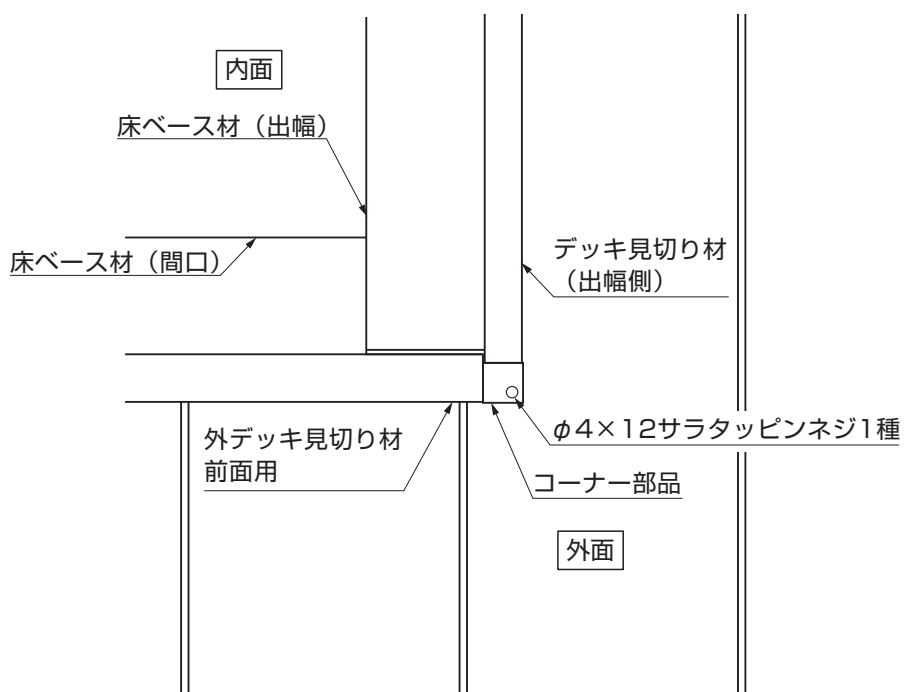 内面
床ベース材（出幅）
床ベース材（間口）
デッキ見切り材
（出幅側）
外デッキ見切り材
前面用
φ4×12サラタッピンネジ1種
コーナー部品
外面